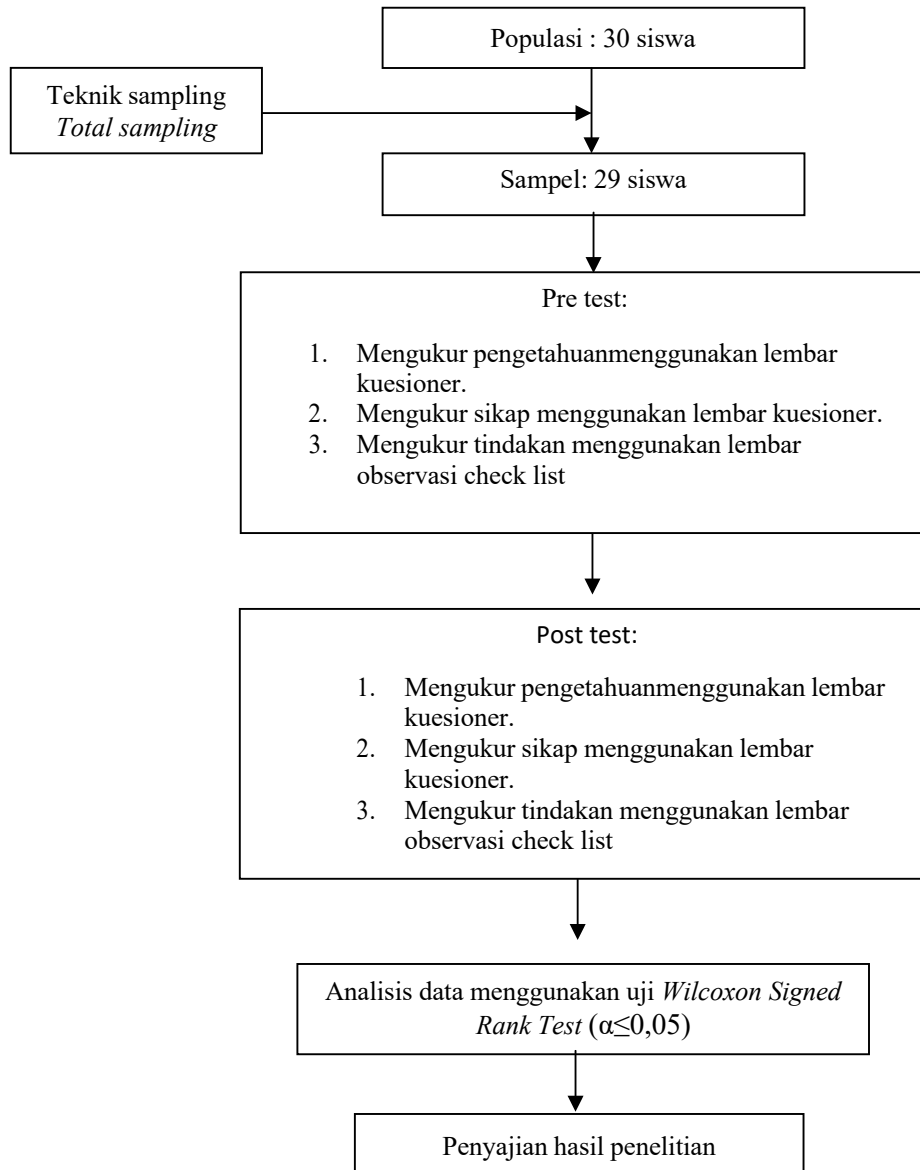 Populasi : 30 siswa
Teknik sampling
Total sampling
Sampel: 29 siswa
Pre test:
1. Mengukur pengetahuanmenggunakan lembar
kuesioner.
2. Mengukur sikap menggunakan lembar kuesioner.
3. Mengukur tindakan menggunakan lembar
observasi check list
Post test:
1. Mengukur pengetahuanmenggunakan lembar
kuesioner.
2. Mengukur sikap menggunakan lembar
kuesioner.
3. Mengukur tindakan menggunakan lembar
observasi check list
Analisis data menggunakan uji Wilcoxon Signed
Rank Test (α≤0,05)
Penyajian hasil penelitian